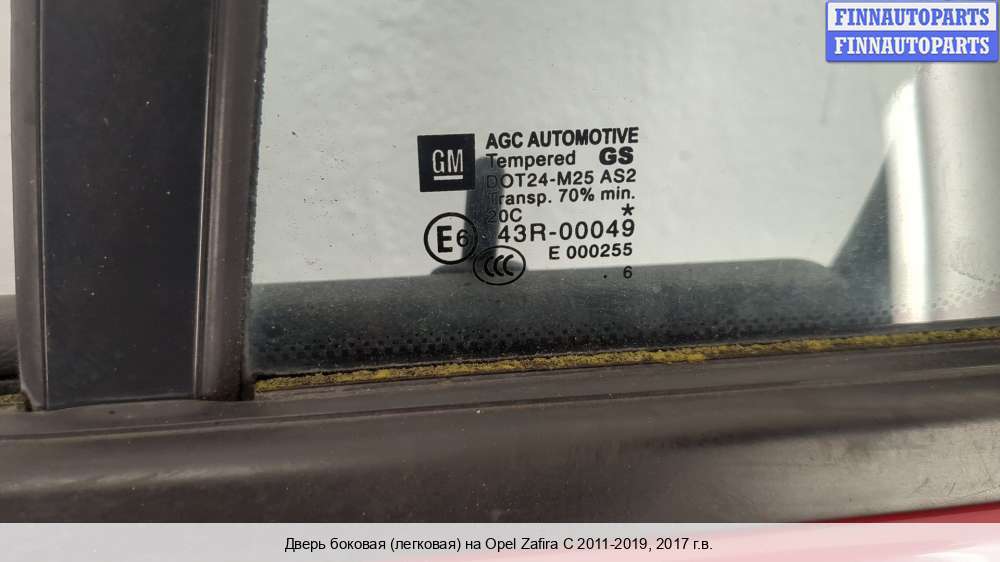 FINNAUTOPARTS
FINNAUTOPARTS
GM
AGC AUTOMOTIVE
Tempered GS
DOT24-M25 AS2
Transp. 70% min.
20C *
E6 43R-00049
E 000255
CCC
. 6
Дверь боковая (легковая) на Opel Zafira C 2011-2019, 2017 г.в.